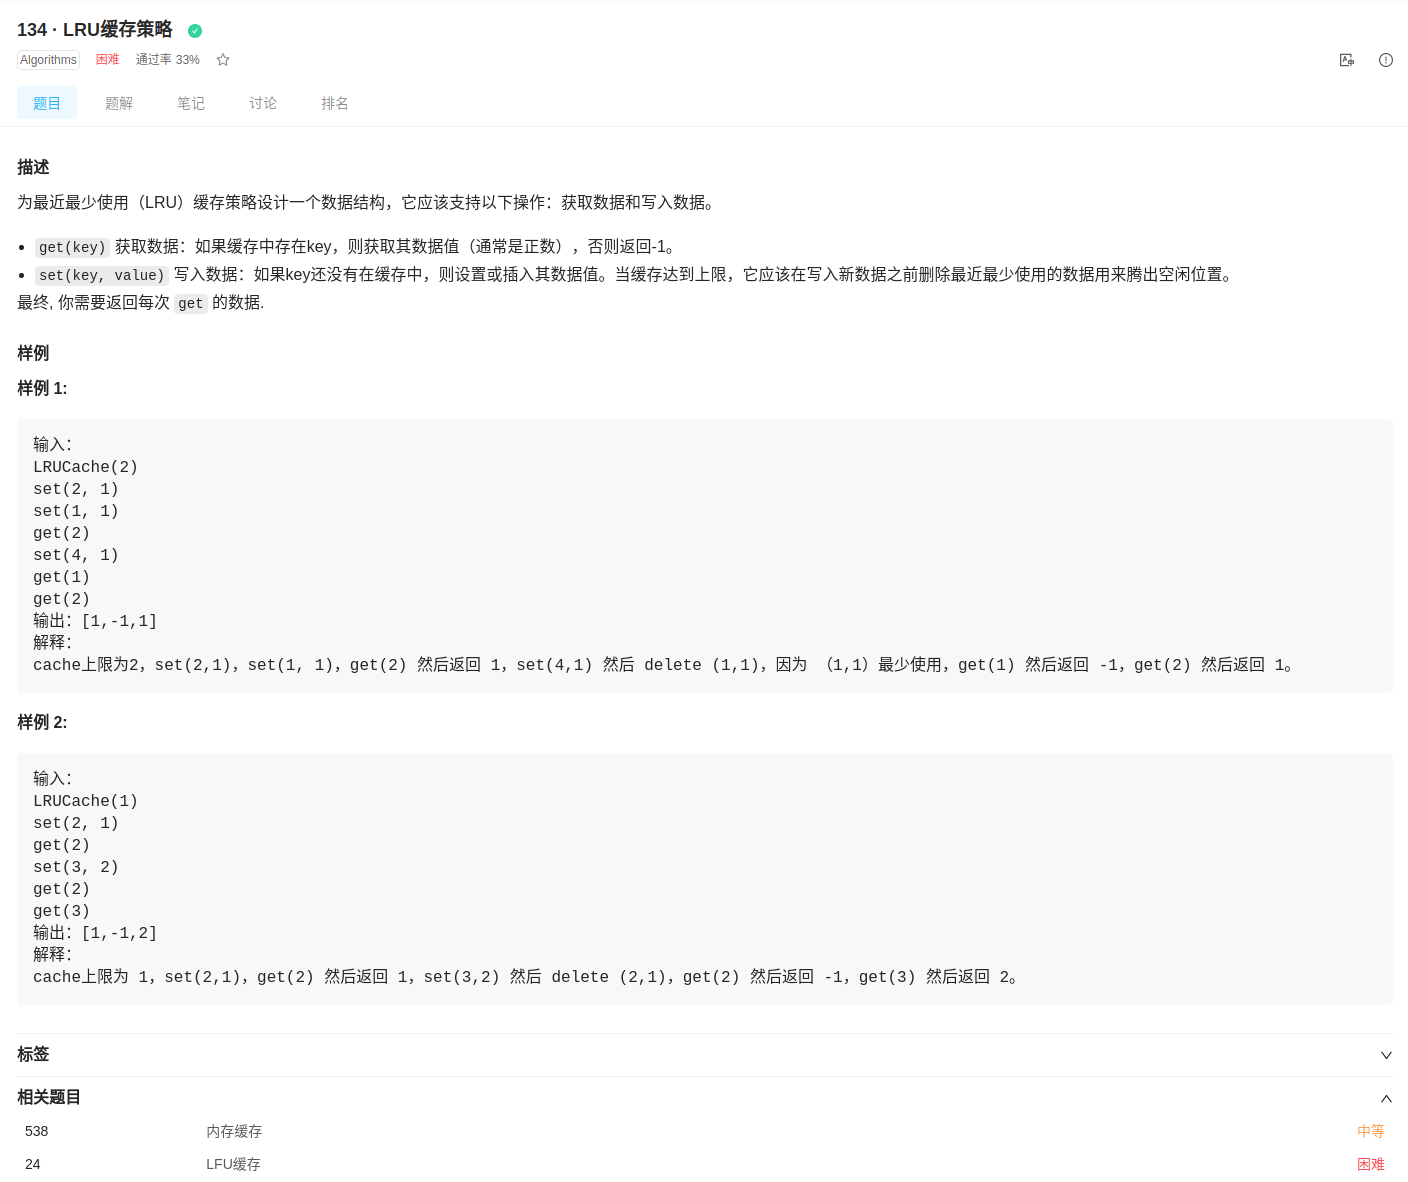 134 · LRU缓存策略
Algorithms 困难 通过率 33%
题目 题解 笔记 讨论 排名
描述
为最近最少使用（LRU）缓存策略设计一个数据结构，它应该支持以下操作：获取数据和写入数据。
get(key) 获取数据：如果缓存中存在key，则获取其数据值（通常是正数），否则返回-1。
set(key, value) 写入数据：如果key还没有在缓存中，则设置或插入其数据值。当缓存达到上限，它应该在写入新数据之前删除最近最少使用的数据用来腾出空闲位置。
最终, 你需要返回每次 get 的数据.
样例
样例 1:
输入：
LRUCache(2)
set(2, 1)
set(1, 1)
get(2)
set(4, 1)
get(1)
get(2)
输出：[1,-1,1]
解释：
cache上限为2，set(2,1)，set(1, 1)，get(2) 然后返回 1，set(4,1) 然后 delete (1,1)，因为 （1,1）最少使用，get(1) 然后返回 -1，get(2) 然后返回 1。
样例 2:
输入：
LRUCache(1)
set(2, 1)
get(2)
set(3, 2)
get(2)
get(3)
输出：[1,-1,2]
解释：
cache上限为 1，set(2,1)，get(2) 然后返回 1，set(3,2) 然后 delete (2,1)，get(2) 然后返回 -1，get(3) 然后返回 2。
标签
相关题目
538 内存缓存 中等
24 LFU缓存 困难